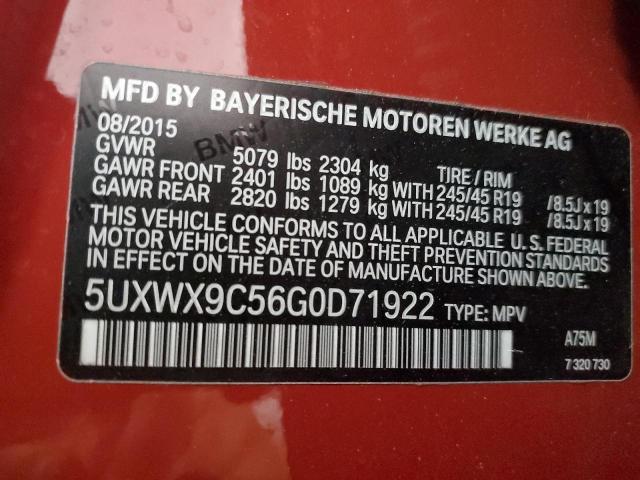 MFD BY BAYERISCHE MOTOREN WERKE AG
08/2015
GVWR 5079 lbs 2304 kg TIRE / RIM
GAWR FRONT 2401 lbs 1089 kg WITH 245/45 R19 /8.5J x 19
GAWR REAR 2820 lbs 1279 kg WITH 245/45 R19 /8.5J x 19
THIS VEHICLE CONFORMS TO ALL APPLICABLE U.S. FEDERAL
MOTOR VEHICLE SAFETY AND THEFT PREVENTION STANDARDS
IN EFFECT ON THE DATE OF MANUFACTURE SHOWN ABOVE.
5UXWX9C56G0D71922 TYPE: MPV
A75M
7 320 730
BMW
BMW